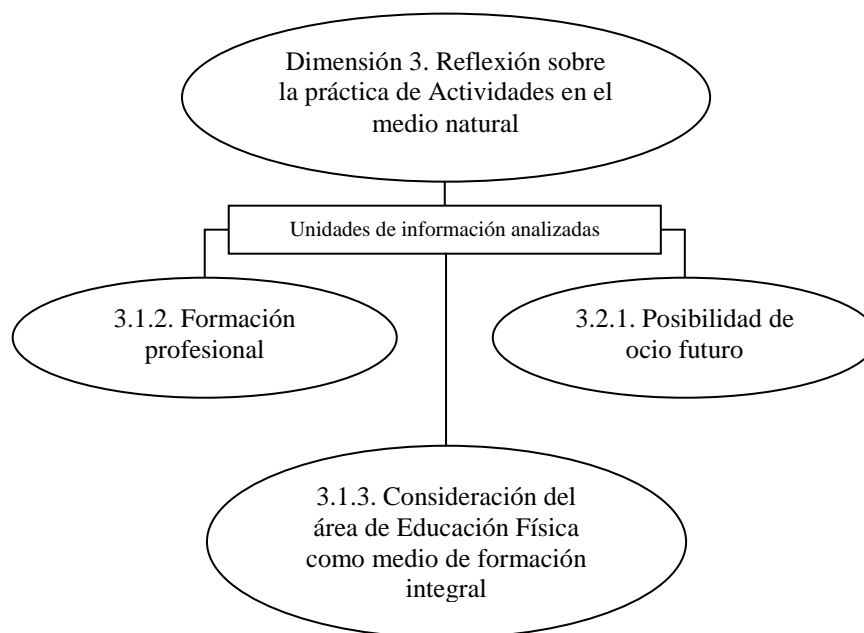 Dimensión 3. Reflexión sobre
la práctica de Actividades en el
medio natural
Unidades de información analizadas
3.1.2. Formación
profesional
3.2.1. Posibilidad de
ocio futuro
3.1.3. Consideración del
área de Educación Física
como medio de formación
integral